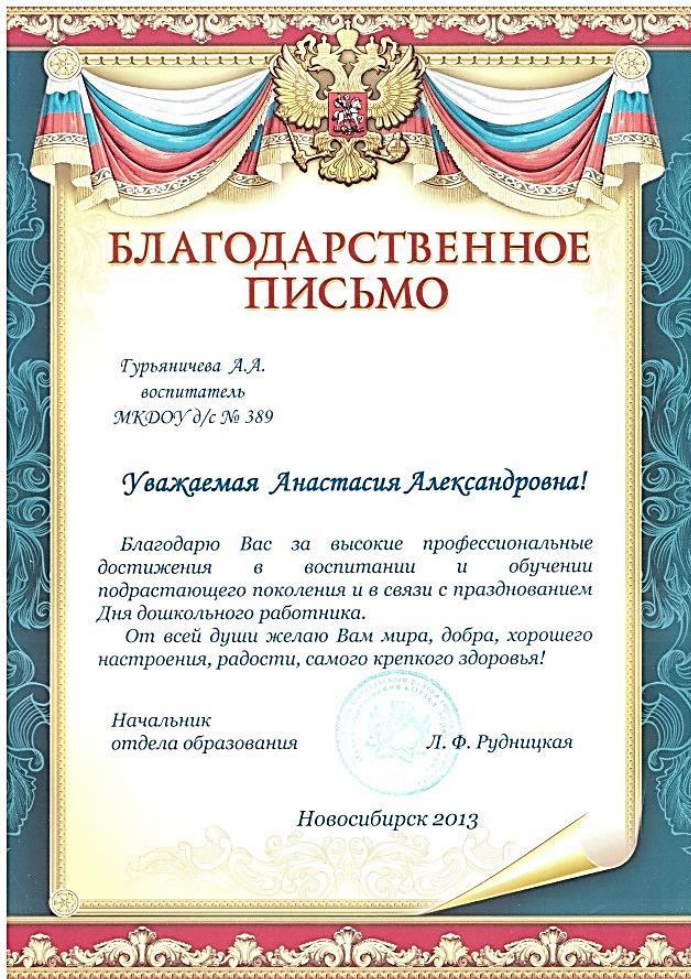 БЛАГОДАРСТВЕННОЕ
ПИСЬМО
Гурьяничева А.А.
воспитатель
МКДОУ д/с № 389
Уважаемая Анастасия Александровна!
Благодарю Вас за высокие профессиональные
достижения в воспитании и обучении
подрастающего поколения и в связи с празднованием
Дня дошкольного работника.
От всей души желаю Вам мира, добра, хорошего
настроения, радости, самого крепкого здоровья!
Начальник
отдела образования
Л. Ф. Рудницкая
Новосибирск 2013